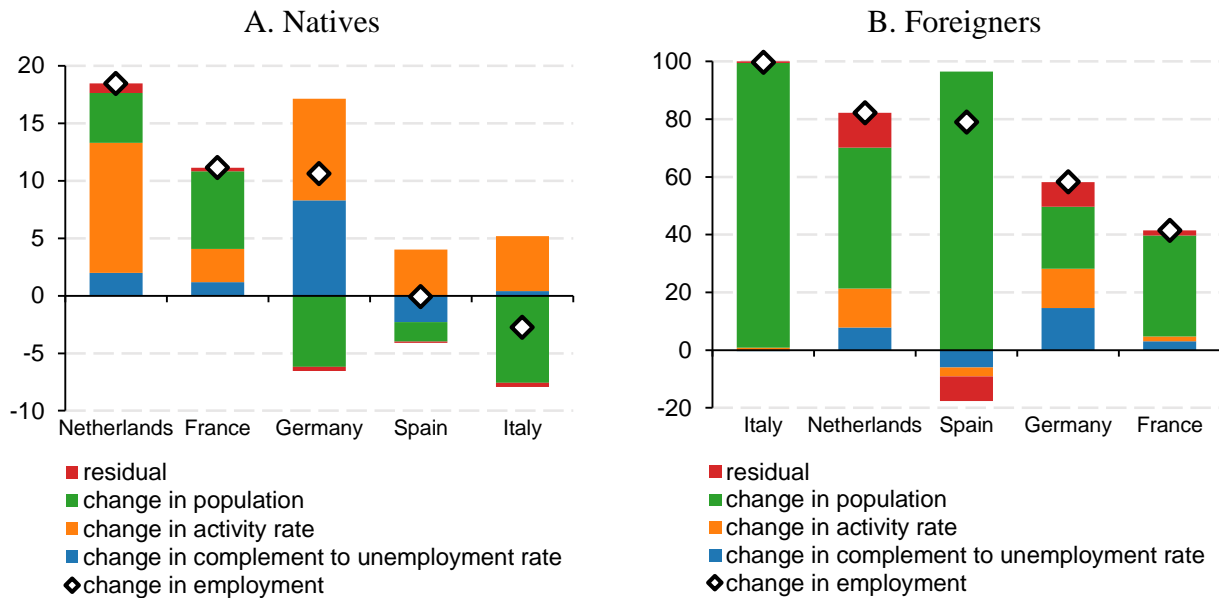 A. Natives
20
15
10
5
0
-5
-10
Netherlands France Germany Spain Italy
residual
change in population
change in activity rate
change in complement to unemployment rate
change in employment
B. Foreigners
100
80
60
40
20
0
-20
Italy Netherlands Spain Germany France
residual
change in population
change in activity rate
change in complement to unemployment rate
change in employment